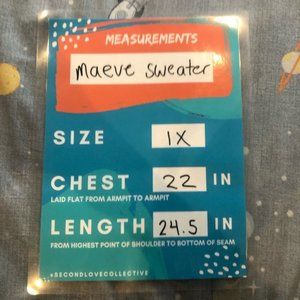 MEASUREMENTS
maeve sweater
SIZE 1X
CHEST 22 IN
LAID FLAT FROM ARMPIT TO ARMPIT
LENGTH 24.5 IN
FROM HIGHEST POINT OF SHOULDER TO BOTTOM OF SEAM
#SECONDLOVECOLLECTIVE